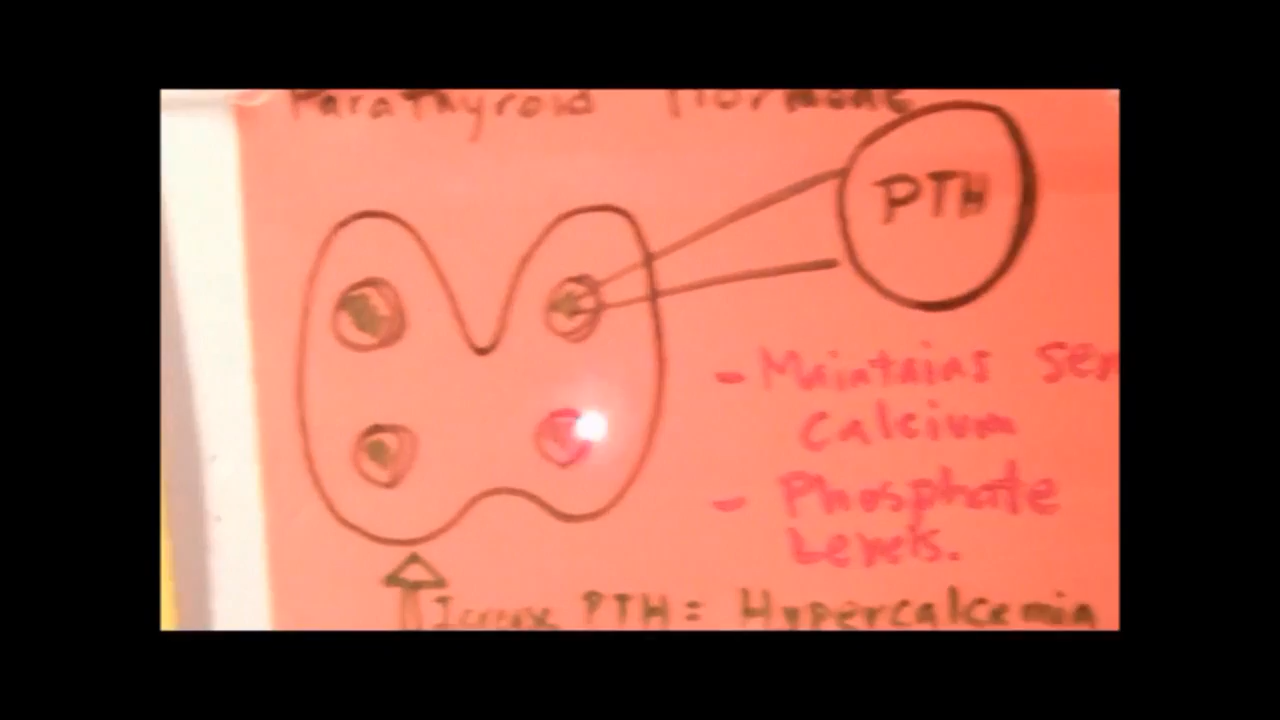 Parathyroid Hormone
PTH
- Maintains Ser
Calcium
- Phosphate
Levels.
PTH = Hypercalcemia